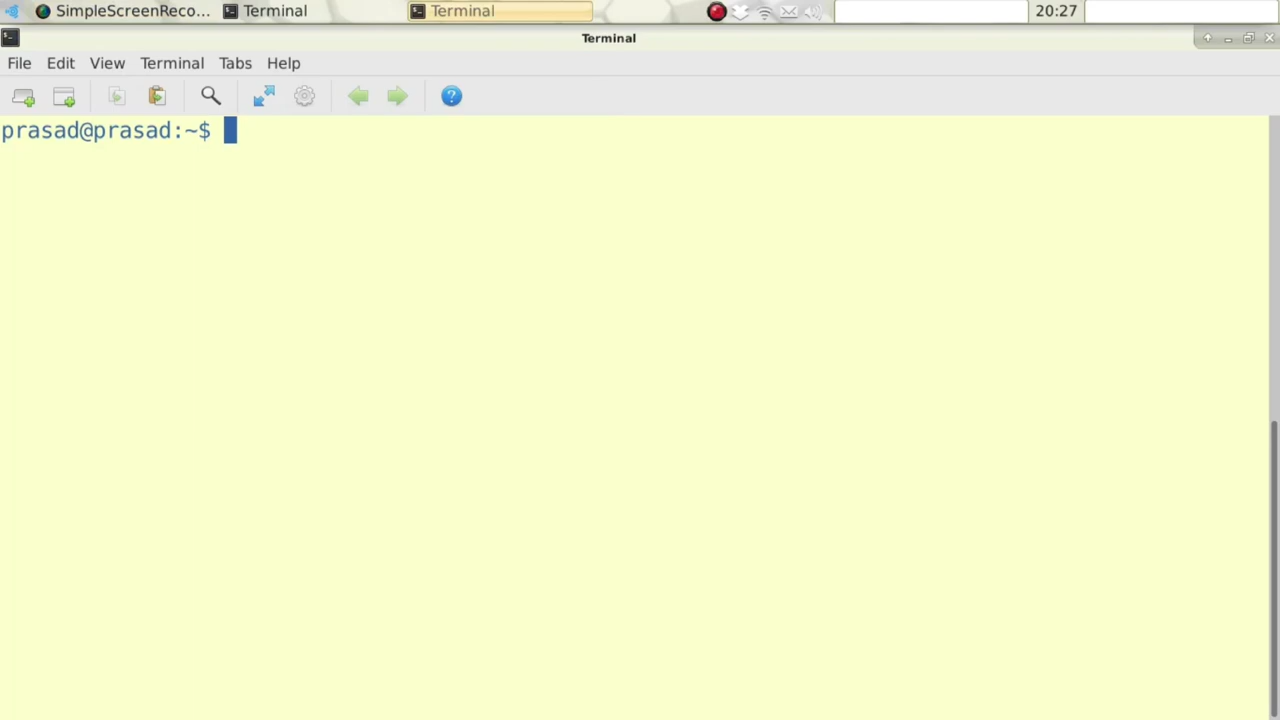 SimpleScreenReco... Terminal Terminal 20:27
Terminal
File Edit View Terminal Tabs Help
prasad@prasad:~$